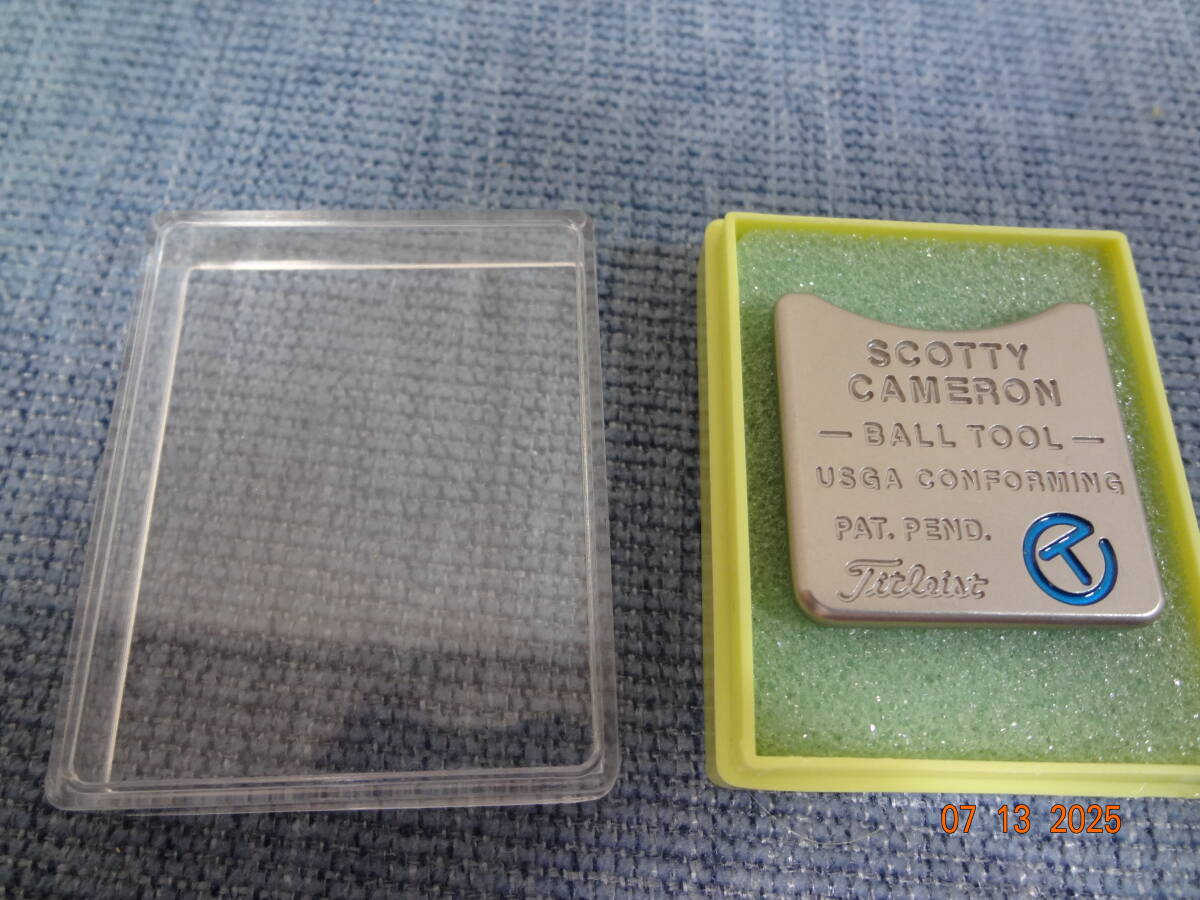 SCOTTY
CAMERON
— BALL TOOL —
USGA CONFORMING
PAT. PEND.
Titleist
T
07 13 2025